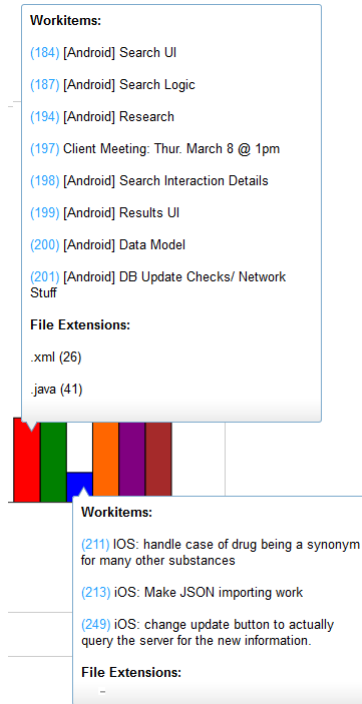 Workitems:
(184) [Android] Search UI
(187) [Android] Search Logic
(194) [Android] Research
(197) Client Meeting: Thur. March 8 @ 1pm
(198) [Android] Search Interaction Details
(199) [Android] Results UI
(200) [Android] Data Model
(201) [Android] DB Update Checks/ Network
Stuff
File Extensions:
.xml (26)
.java (41)
Workitems:
(211) IOS: handle case of drug being a synonym
for many other substances
(213) iOS: Make JSON importing work
(249) iOS: change update button to actually
query the server for the new information.
File Extensions: